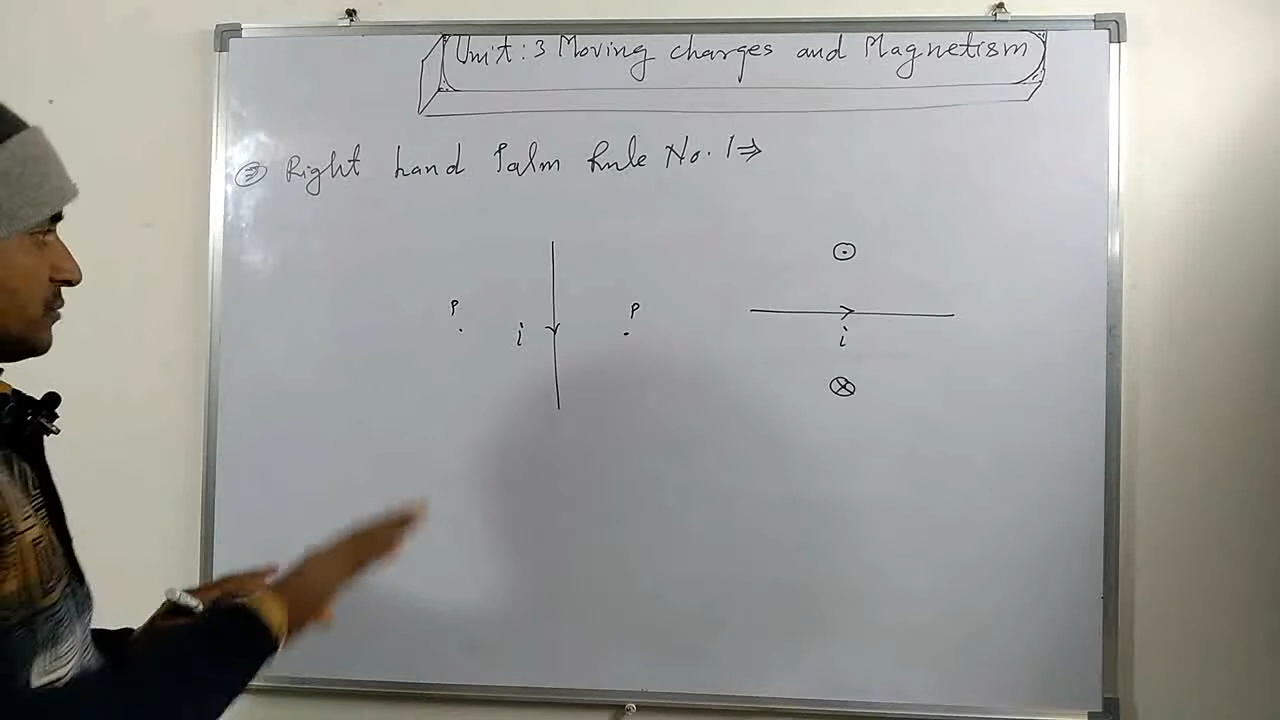 Unit: 3 Moving charges and Magnetism
③ Right hand Palm Rule No. 1 ⇒
P
i
P
i